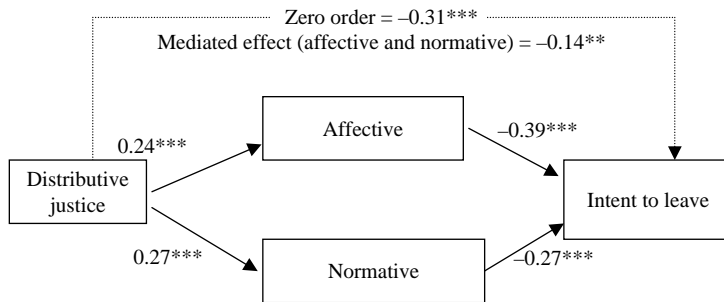 Zero order = –0.31***
Mediated effect (affective and normative) = –0.14**
Affective
0.24***
–0.39***
Distributive
justice
Intent to leave
0.27***
Normative
–0.27***